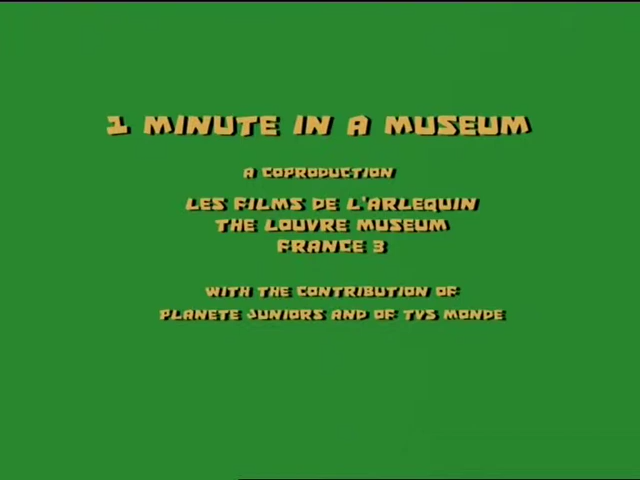 1 MINUTE IN A MUSEUM
A COPRODUCTION
LES FILMS DE L'ARLEQUIN
THE LOUVRE MUSEUM
FRANCE 3
WITH THE CONTRIBUTION OF:
PLANETE JUNIORS AND OF TV5 MONDE